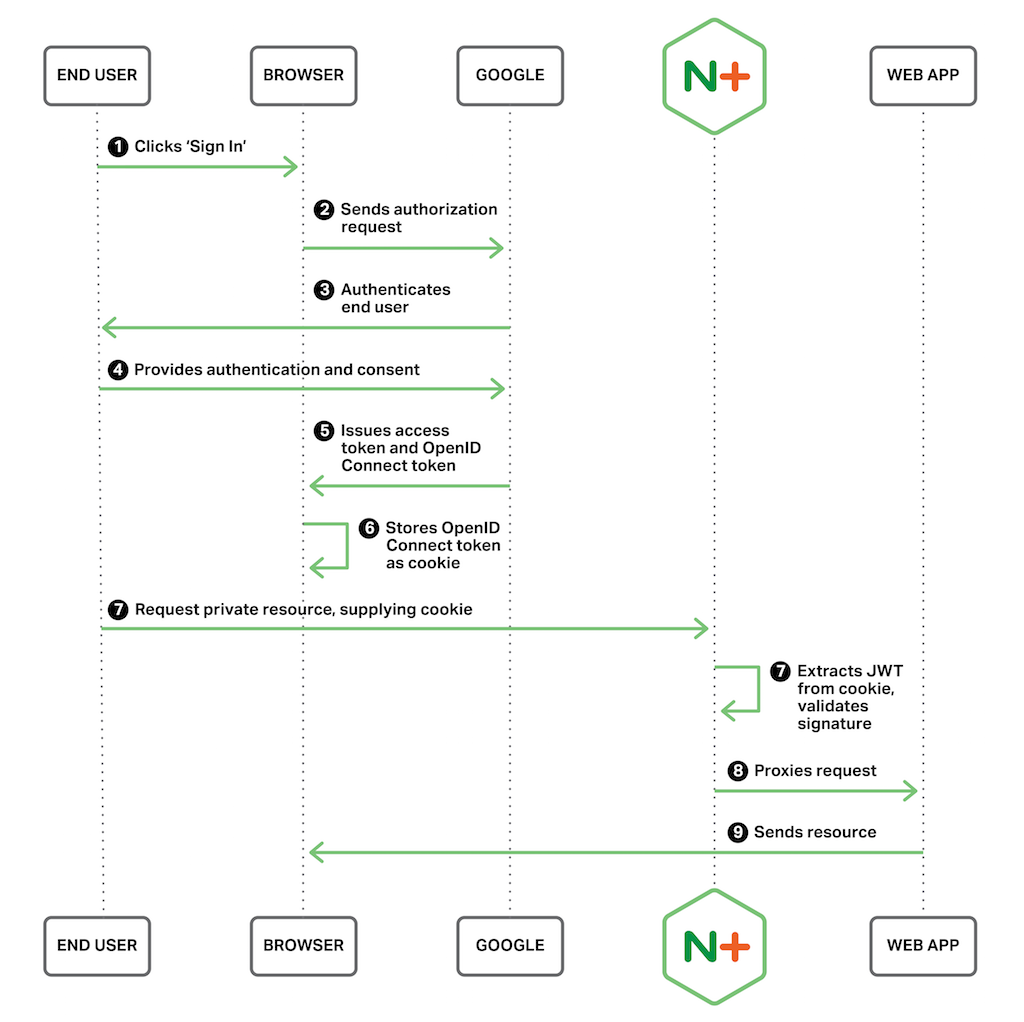 END USER
BROWSER
GOOGLE
N+
WEB APP
1 Clicks ‘Sign In’
2 Sends authorization
request
3 Authenticates
end user
4 Provides authentication and consent
5 Issues access
token and OpenID
Connect token
6 Stores OpenID
Connect token
as cookie
7 Request private resource, supplying cookie
7 Extracts JWT
from cookie,
validates
signature
8 Proxies request
9 Sends resource
END USER
BROWSER
GOOGLE
N+
WEB APP